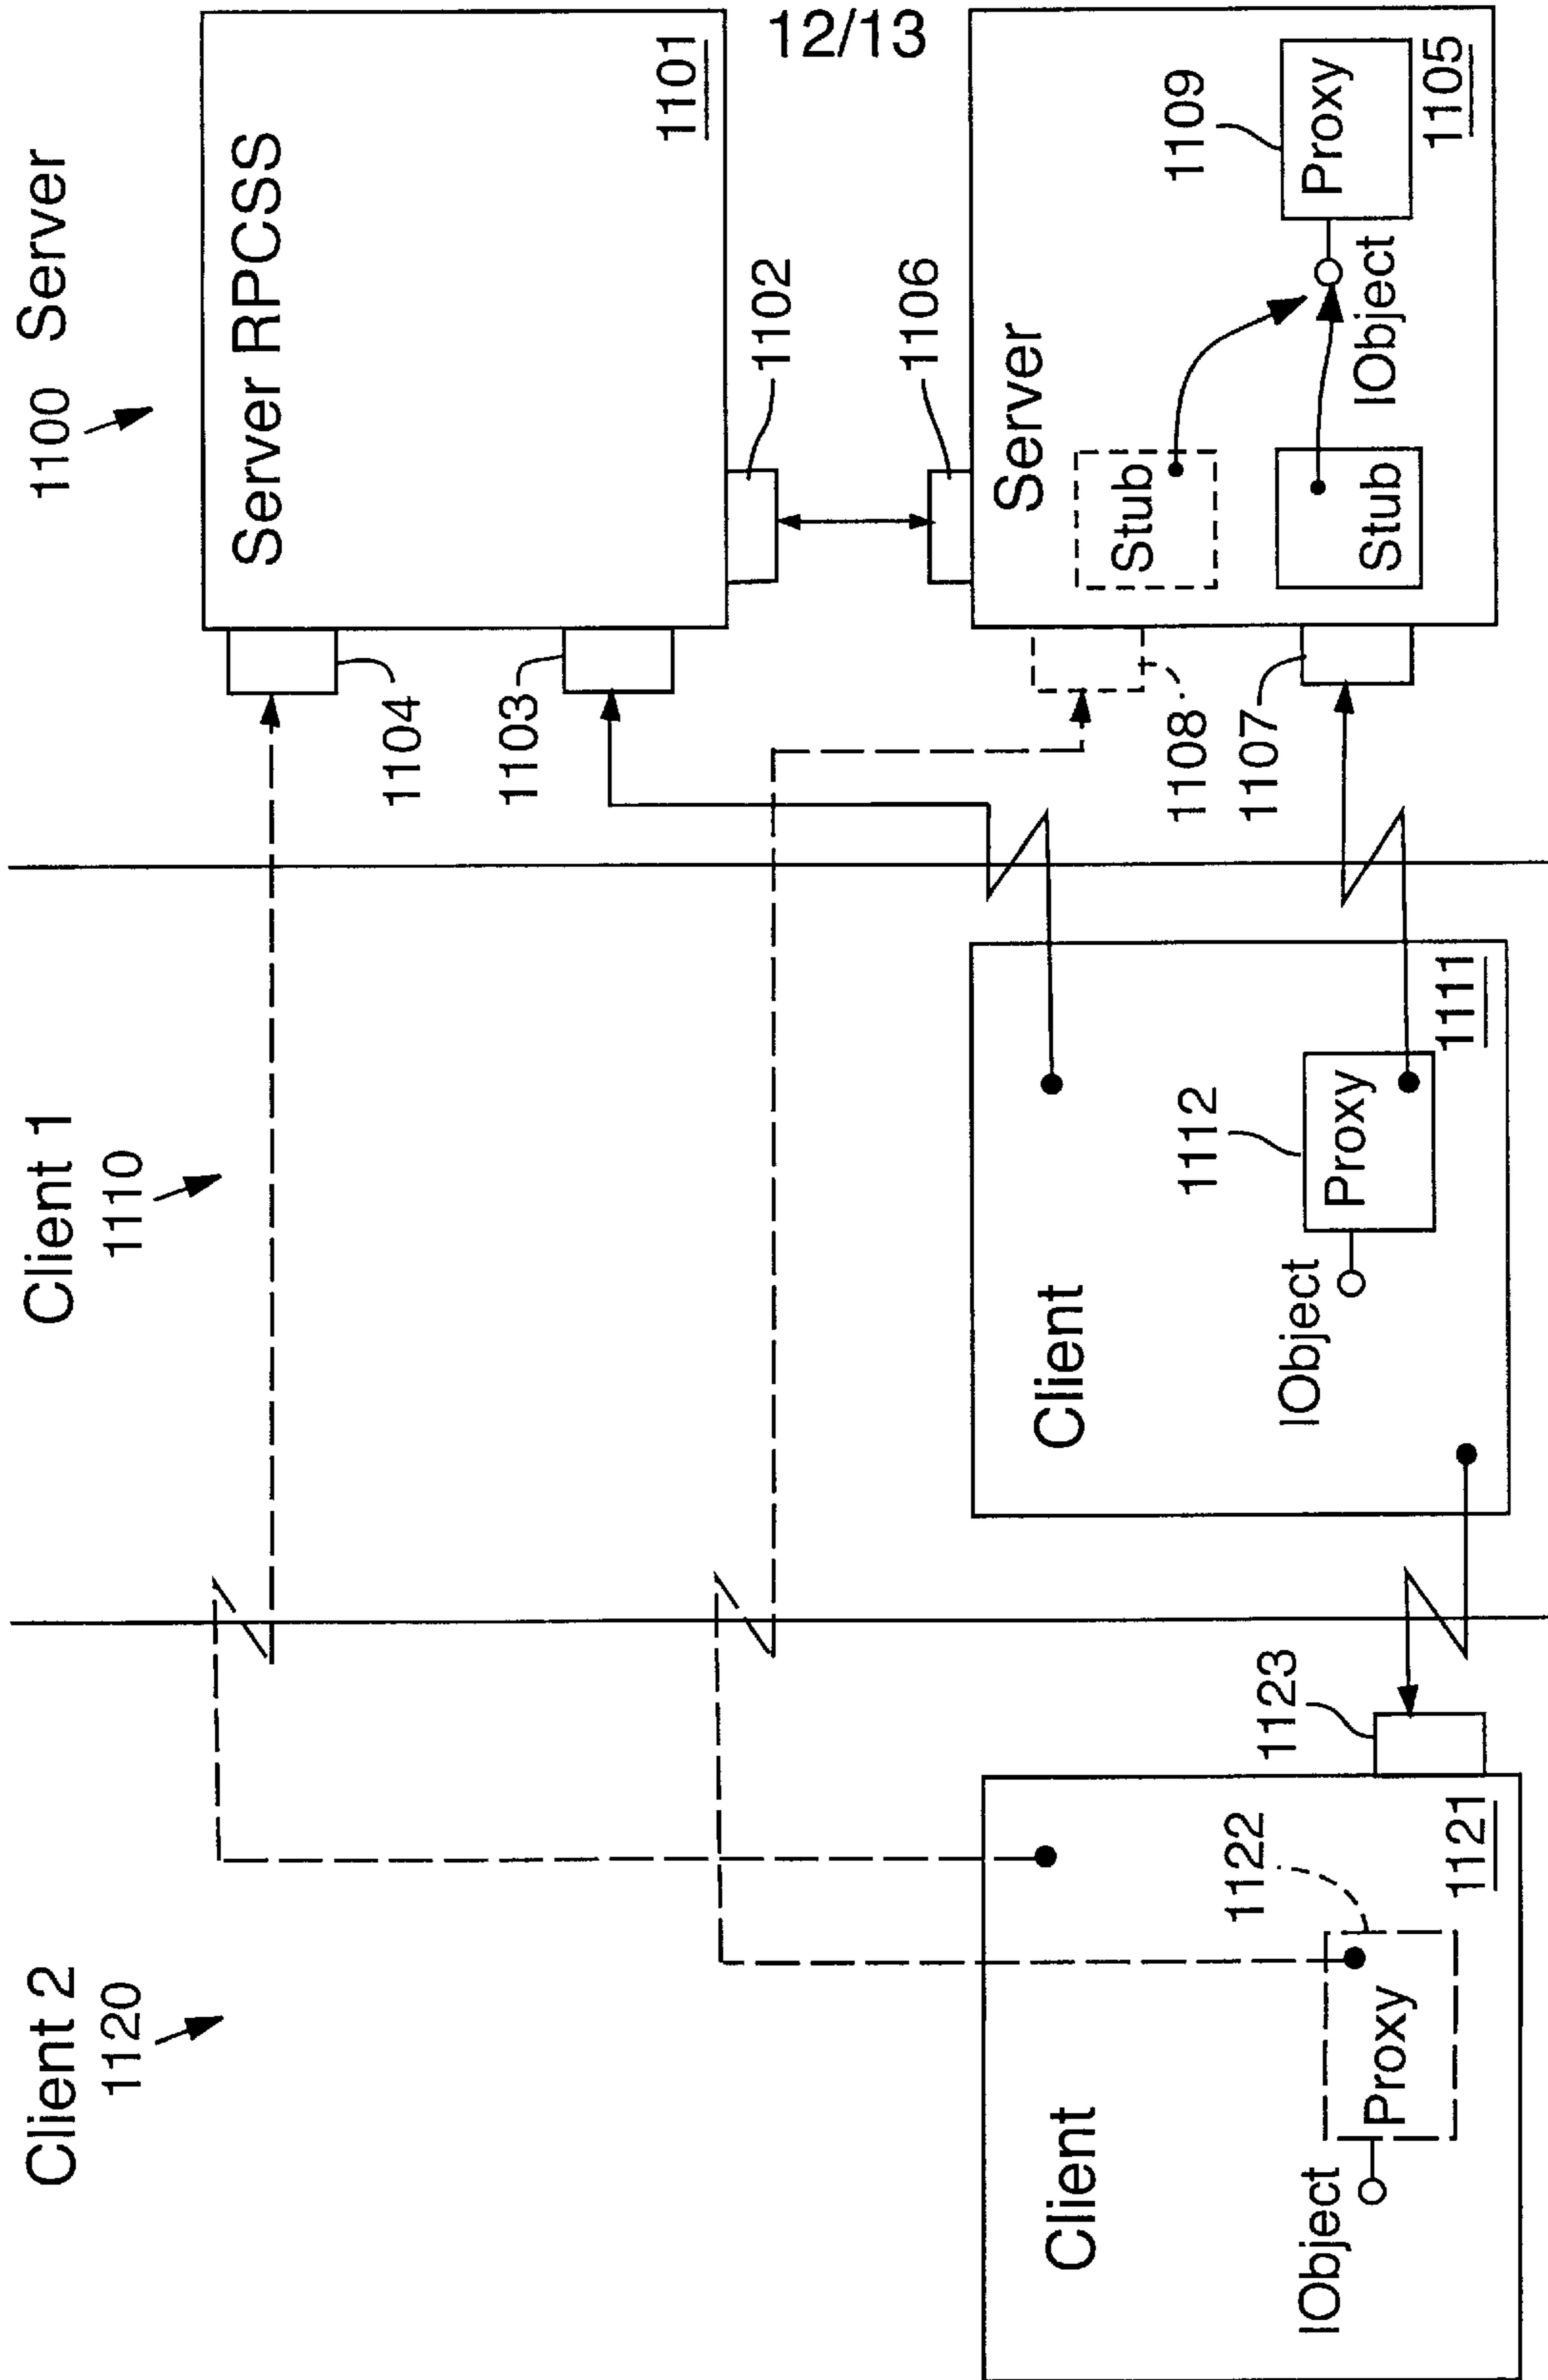 12/13
Client 2
1120
Client 1
1110
1100 Server
Server RPCSS
1101
1104
1103
1102
1106
Server
Stub
Stub
IObject
Proxy
1109
1105
1108
1107
Client
IObject
Proxy
1112
1111
Client
IObject
Proxy
1122
1121
1123